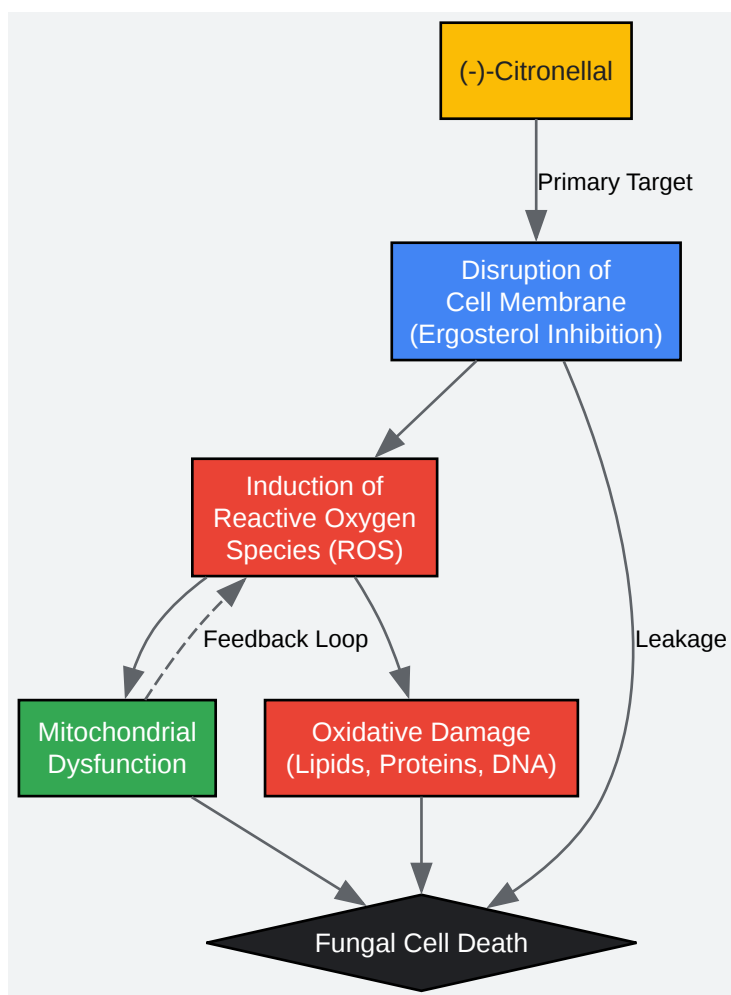 (-)-Citronellal
Primary Target
Disruption of
Cell Membrane
(Ergosterol Inhibition)
Induction of
Reactive Oxygen
Species (ROS)
Feedback Loop
Leakage
Mitochondrial
Dysfunction
Oxidative Damage
(Lipids, Proteins, DNA)
Fungal Cell Death